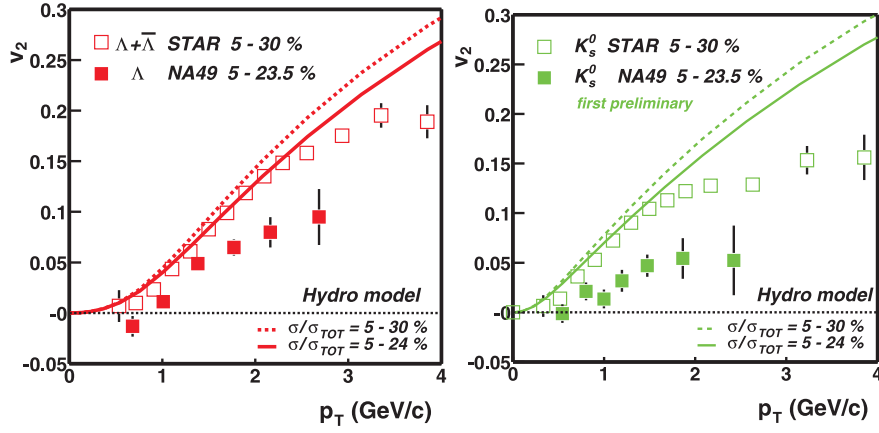 v2
0.3
0.25
0.2
0.15
0.1
0.05
-0
-0.05
Λ+Λ̅ STAR 5 - 30 %
Λ NA49 5 - 23.5 %
Hydro model
σ/σTOT = 5 - 30 %
σ/σTOT = 5 - 24 %
0 1 2 3 4
pT (GeV/c)
v2
0.3
0.25
0.2
0.15
0.1
0.05
-0
-0.05
K0s STAR 5 - 30 %
K0s NA49 5 - 23.5 %
first preliminary
Hydro model
σ/σTOT = 5 - 30 %
σ/σTOT = 5 - 24 %
0 1 2 3 4
pT (GeV/c)